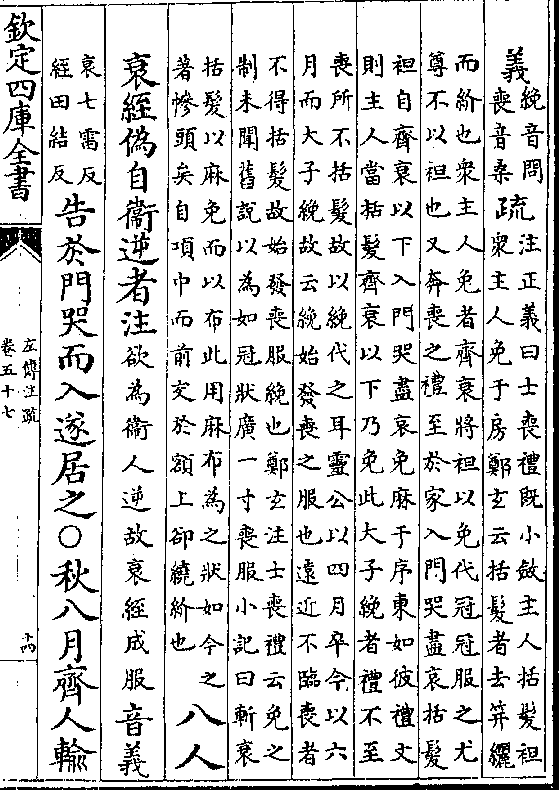 義
絻音問
喪音桑
疏
注正義曰士喪禮既小斂主人括髮袒
衆主人免于房鄭玄云括髮者去笄纚
而紒也衆主人免者齊衰將袒以免代冠冠服之尤
尊不以袒也又奔喪之禮至於家入門哭盡哀括髮
袒自齊衰以下入門哭盡哀免麻于序東如彼禮文
則主人當括髮齊衰以下乃免此大子絻者禮不至
喪所不括髮故以絻代之耳靈公以四月卒今以六
月而大子絻故云絻始發喪之服也遠近不臨喪者
不得括髮故始發喪服絻也鄭玄注士喪禮云免之
制未聞舊說以為如冠狀廣一寸喪服小記曰斬衰
括髮以麻免而以布此用麻布為之狀如今之
著幓頭矣自項中而前交於額上卻繞紒也
八人
衰絰偽自衞逆者注欲為衞人逆故衰絰成服音義
衰七雷反
絰田結反
告於門哭而入遂居之○秋八月齊人輸
欽定四庫全書
左傳注疏
卷五十七
十四